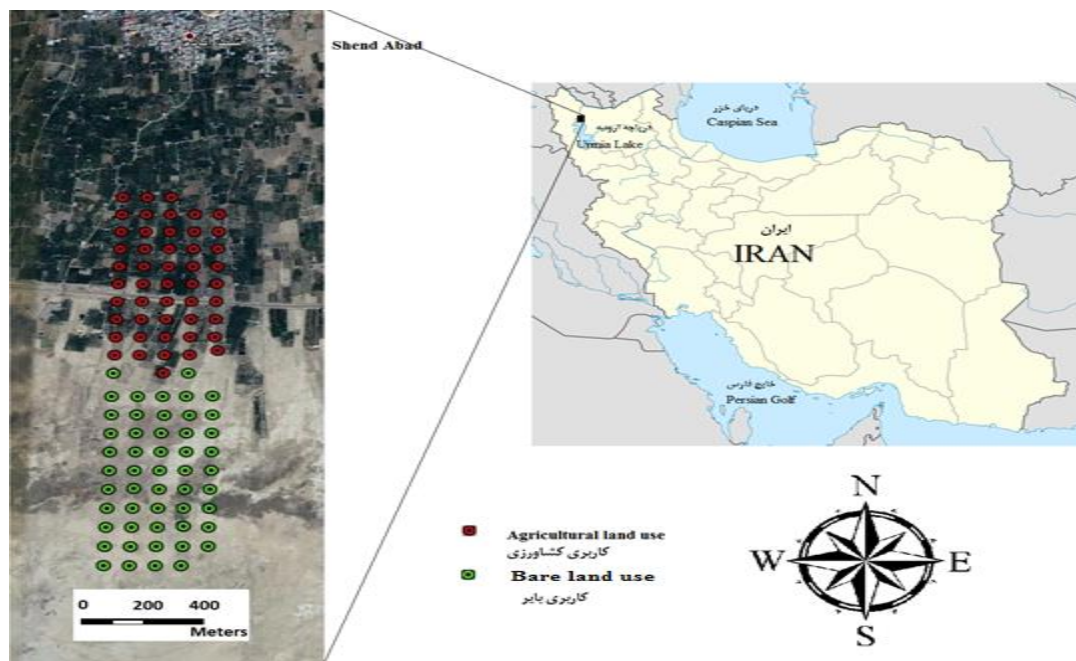 Shend Abad
دریای خزر
Caspian Sea
دریاچه ارومیه
Urmia Lake
ایران
IRAN
خلیج فارس
Persian Golf
Agricultural land use
کاربری کشاورزی
Bare land use
کاربری بایر
N
W
E
S
0 200 400
Meters